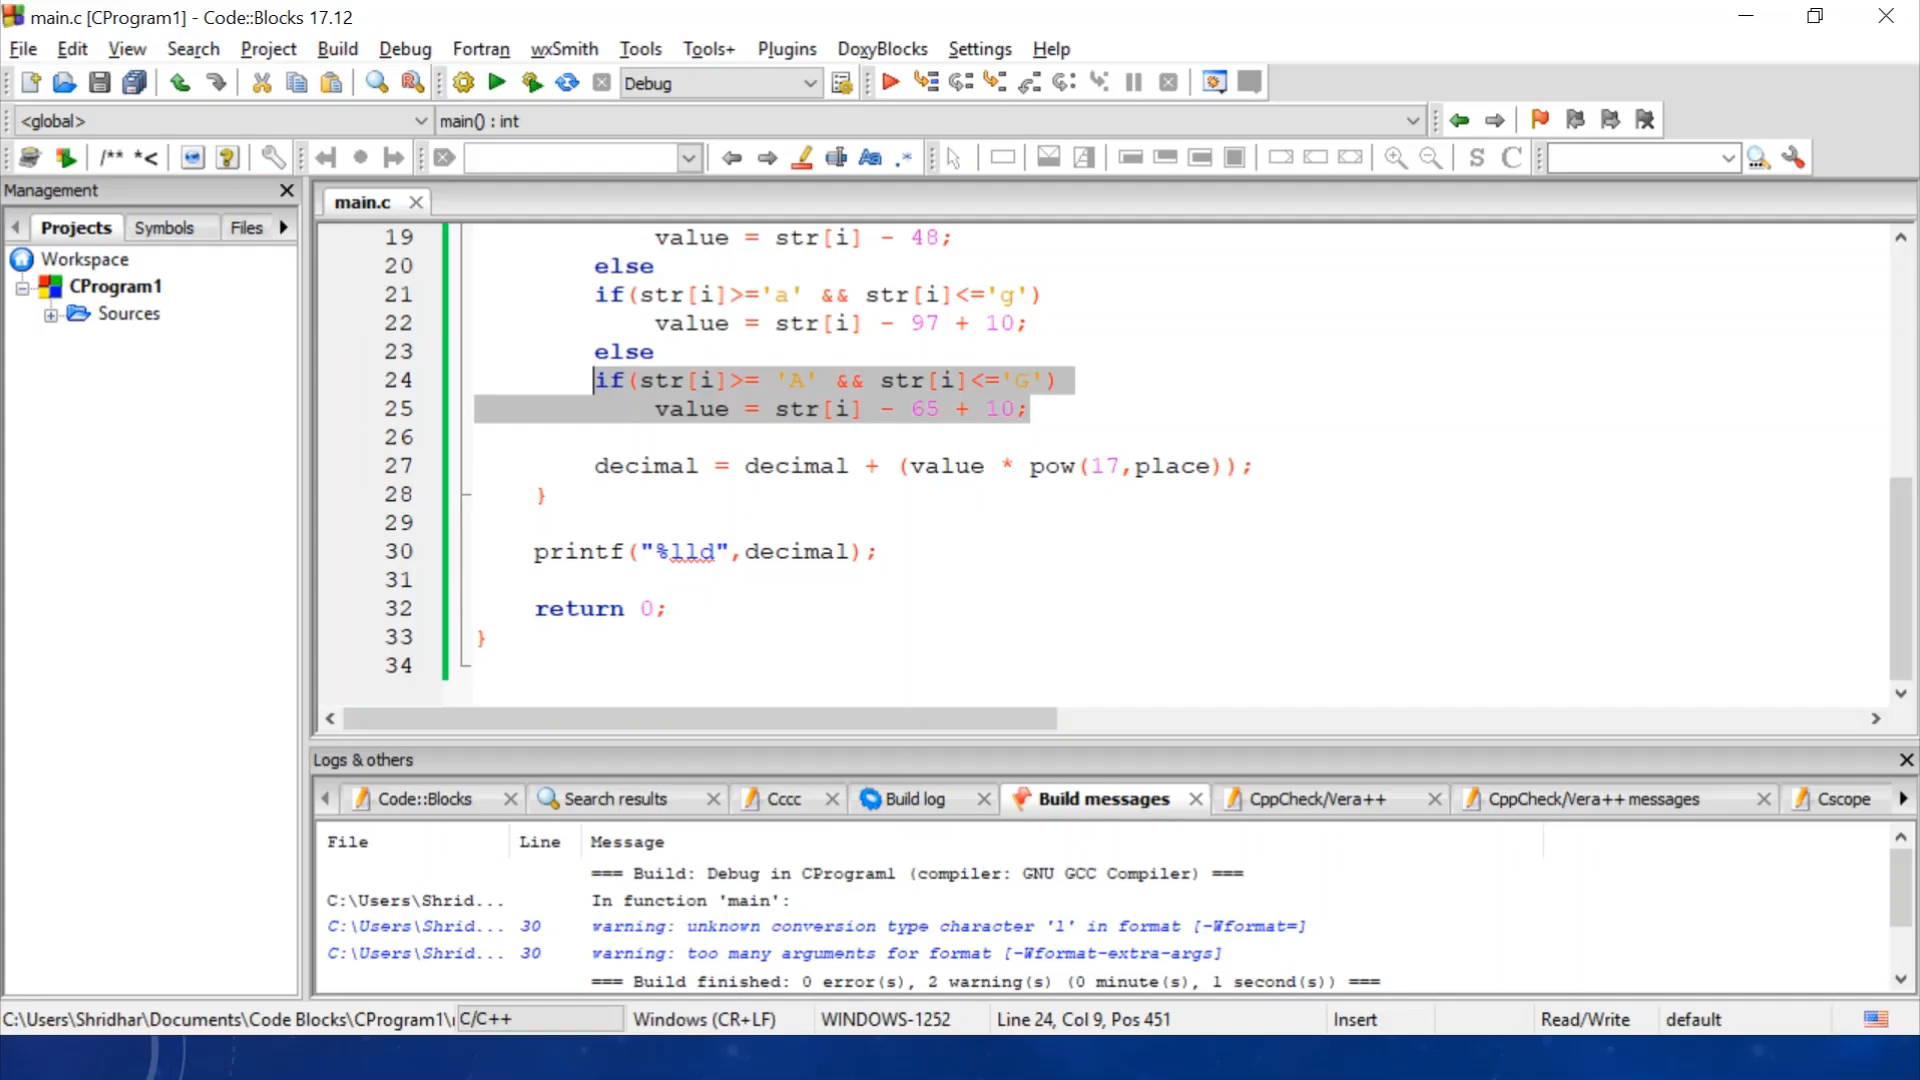 main.c [CProgram1] - Code::Blocks 17.12
File Edit View Search Project Build Debug Fortran wxSmith Tools Tools+ Plugins DoxyBlocks Settings Help
Debug
<global> main() : int
/** *< Aa .* S C
Management
main.c
Projects Symbols Files
Workspace
CProgram1
Sources
19 value = str[i] - 48;
20 else
21 if(str[i]>='a' && str[i]<='g')
22 value = str[i] - 97 + 10;
23 else
24 if(str[i]>= 'A' && str[i]<='G')
25 value = str[i] - 65 + 10;
26
27 decimal = decimal + (value * pow(17,place));
28 }
29
30 printf("%lld",decimal);
31
32 return 0;
33 }
34
Logs & others
Code::Blocks Search results Cccc Build log Build messages CppCheck/Vera++ CppCheck/Vera++ messages Cscope
File Line Message
=== Build: Debug in CProgram1 (compiler: GNU GCC Compiler) ===
C:\Users\Shrid... In function 'main':
C:\Users\Shrid... 30 warning: unknown conversion type character 'l' in format [-Wformat=]
C:\Users\Shrid... 30 warning: too many arguments for format [-Wformat-extra-args]
=== Build finished: 0 error(s), 2 warning(s) (0 minute(s), 1 second(s)) ===
C:\Users\Shridhar\Documents\Code Blocks\CProgram1\ C/C++ Windows (CR+LF) WINDOWS-1252 Line 24, Col 9, Pos 451 Insert Read/Write default